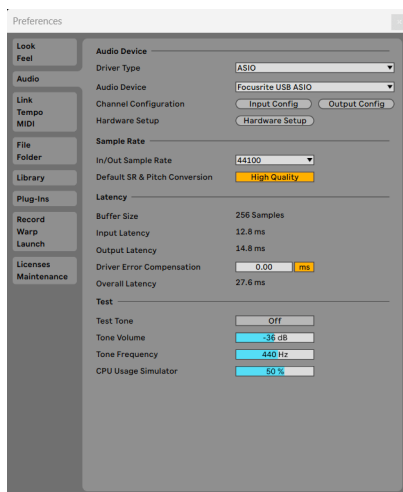 Preferences
Look
Feel
Audio
Link
Tempo
MIDI
File
Folder
Library
Plug-Ins
Record
Warp
Launch
Licenses
Maintenance
Audio Device
Driver Type ASIO
Audio Device Focusrite USB ASIO
Channel Configuration Input Config Output Config
Hardware Setup Hardware Setup
Sample Rate
In/Out Sample Rate 44100
Default SR & Pitch Conversion High Quality
Latency
Buffer Size 256 Samples
Input Latency 12.8 ms
Output Latency 14.8 ms
Driver Error Compensation 0.00 ms
Overall Latency 27.6 ms
Test
Test Tone Off
Tone Volume -36 dB
Tone Frequency 440 Hz
CPU Usage Simulator 50 %